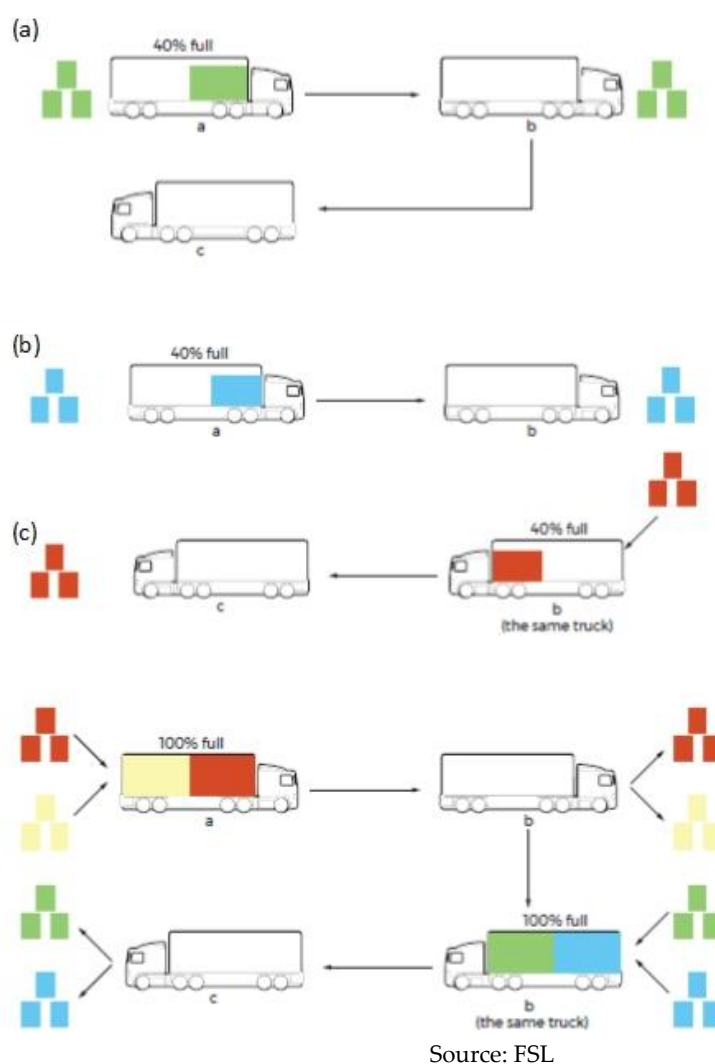 (a)
40% full
a
b
c
(b)
40% full
a
b
(c)
40% full
c
b
(the same truck)
100% full
a
b
100% full
c
b
(the same truck)
Source: FSL